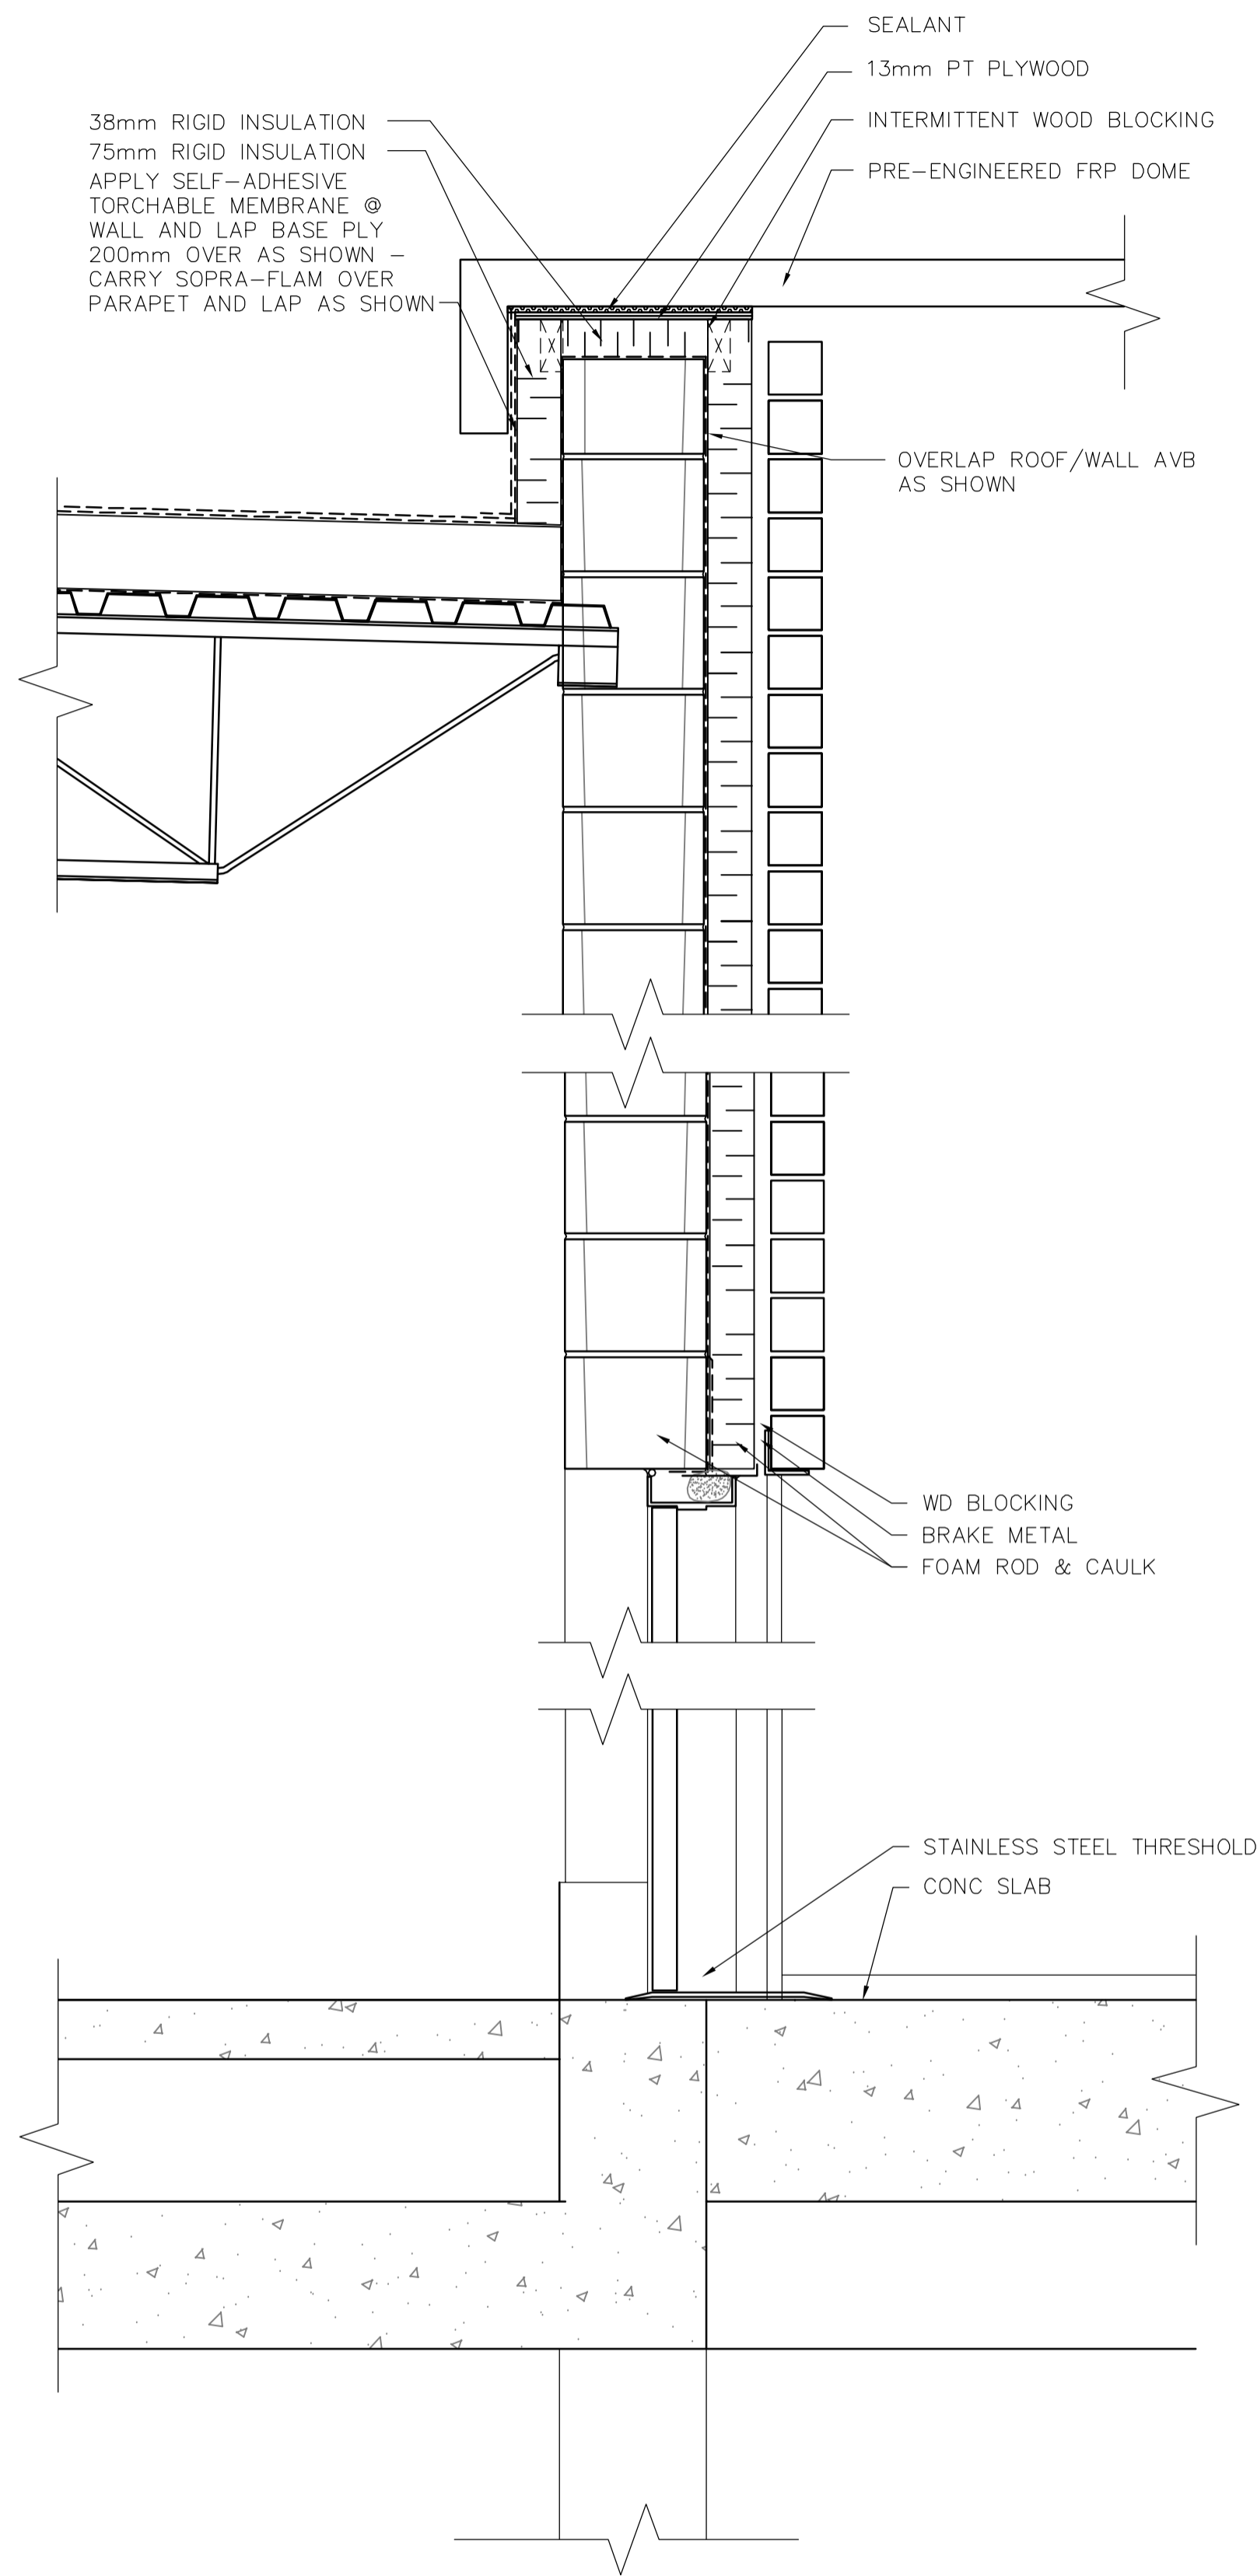 SEALANT
13mm PT PLYWOOD
INTERMITTENT WOOD BLOCKING
PRE-ENGINEERED FRP DOME
38mm RIGID INSULATION
75mm RIGID INSULATION
APPLY SELF-ADHESIVE
TORCHABLE MEMBRANE @
WALL AND LAP BASE PLY
200mm OVER AS SHOWN -
CARRY SOPRA-FLAM OVER
PARAPET AND LAP AS SHOWN
OVERLAP ROOF/WALL AVB
AS SHOWN
WD BLOCKING
BRAKE METAL
FOAM ROD & CAULK
STAINLESS STEEL THRESHOLD
CONC SLAB